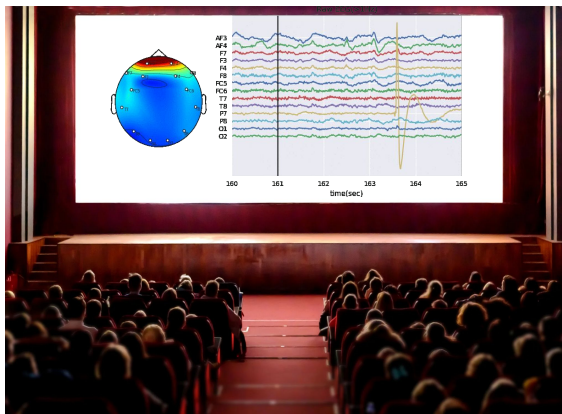 AF3
AF4
F7
F3
F4
F8
FC5
FC6
T7
T8
P7
P8
O1
O2
160 161 162 163 164 165
time(sec)